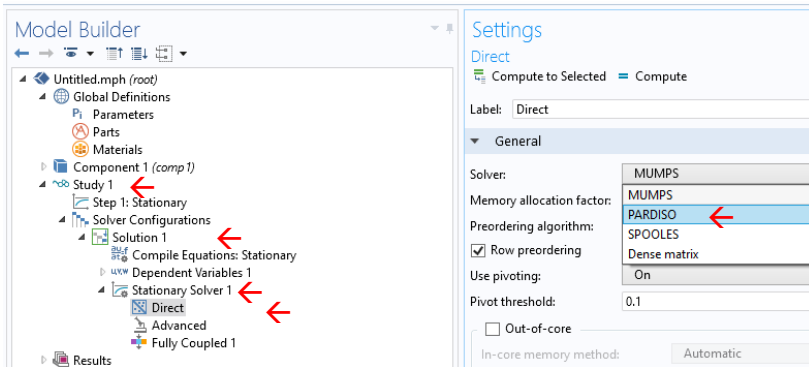 Model Builder
Untitled.mph (root)
Global Definitions
Pi Parameters
Parts
Materials
Component 1 (comp1)
Study 1
Step 1: Stationary
Solver Configurations
Solution 1
Compile Equations: Stationary
Dependent Variables 1
Stationary Solver 1
Direct
Advanced
Fully Coupled 1
Results
Settings
Direct
Compute to Selected = Compute
Label: Direct
General
Solver: MUMPS
Memory allocation factor: MUMPS
PARDISO
Preordering algorithm: SPOOLES
Row preordering Dense matrix
Use pivoting: On
Pivot threshold: 0.1
Out-of-core
In-core memory method: Automatic